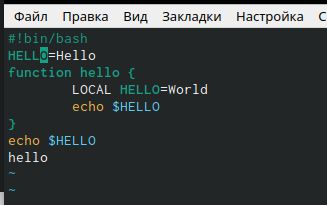 Файл Правка Вид Закладки Настройка С
#!bin/bash
HELLO=Hello
function hello {
        LOCAL HELLO=World
        echo $HELLO
}
echo $HELLO
hello
~
~